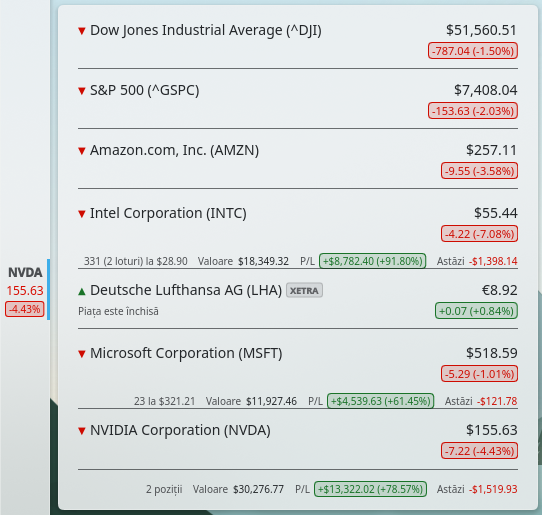 NVDA
155.63
-4.43%
▼ Dow Jones Industrial Average (^DJI) $51,560.51
-787.04 (-1.50%)
▼ S&P 500 (^GSPC) $7,408.04
-153.63 (-2.03%)
▼ Amazon.com, Inc. (AMZN) $257.11
-9.55 (-3.58%)
▼ Intel Corporation (INTC) $55.44
-4.22 (-7.08%)
331 (2 loturi) la $28.90 Valoare $18,349.32 P/L +$8,782.40 (+91.80%) Astăzi -$1,398.14
▲ Deutsche Lufthansa AG (LHA) XETRA €8.92
Piața este închisă +0.07 (+0.84%)
▼ Microsoft Corporation (MSFT) $518.59
-5.29 (-1.01%)
23 la $321.21 Valoare $11,927.46 P/L +$4,539.63 (+61.45%) Astăzi -$121.78
▼ NVIDIA Corporation (NVDA) $155.63
-7.22 (-4.43%)
2 poziții Valoare $30,276.77 P/L +$13,322.02 (+78.57%) Astăzi -$1,519.93